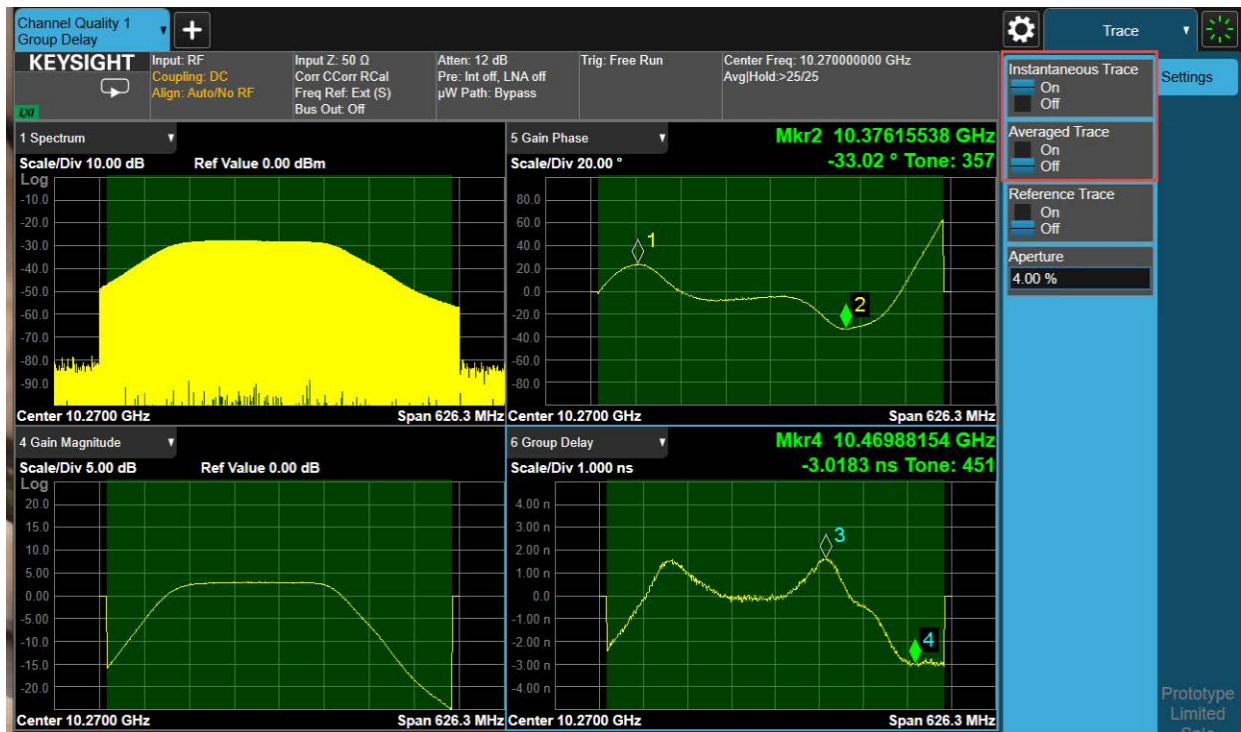 Channel Quality 1
Group Delay
+
Trace
KEYSIGHT
LXI
Input: RF
Coupling: DC
Align: Auto/No RF
Input Z: 50 Ω
Corr CCorr RCal
Freq Ref: Ext (S)
Bus Out: Off
Atten: 12 dB
Pre: Int off, LNA off
µW Path: Bypass
Trig: Free Run
Center Freq: 10.270000000 GHz
Avg|Hold:>25/25
1 Spectrum
Scale/Div 10.00 dB Ref Value 0.00 dBm
Log
-10.0
-20.0
-30.0
-40.0
-50.0
-60.0
-70.0
-80.0
-90.0
Center 10.2700 GHz Span 626.3 MHz
5 Gain Phase
Mkr2 10.37615538 GHz
Scale/Div 20.00 ° -33.02 ° Tone: 357
80.0
60.0
40.0
20.0
0.0
-20.0
-40.0
-60.0
-80.0
1
2
Center 10.2700 GHz Span 626.3 MHz
4 Gain Magnitude
Scale/Div 5.00 dB Ref Value 0.00 dB
Log
20.0
15.0
10.0
5.00
0.00
-5.00
-10.0
-15.0
-20.0
Center 10.2700 GHz Span 626.3 MHz
6 Group Delay
Mkr4 10.46988154 GHz
Scale/Div 1.000 ns -3.0183 ns Tone: 451
4.00 n
3.00 n
2.00 n
1.00 n
0.0
-1.00 n
-2.00 n
-3.00 n
-4.00 n
3
4
Center 10.2700 GHz Span 626.3 MHz
Instantaneous Trace
On
Off
Averaged Trace
On
Off
Reference Trace
On
Off
Aperture
4.00 %
Settings
Prototype
Limited